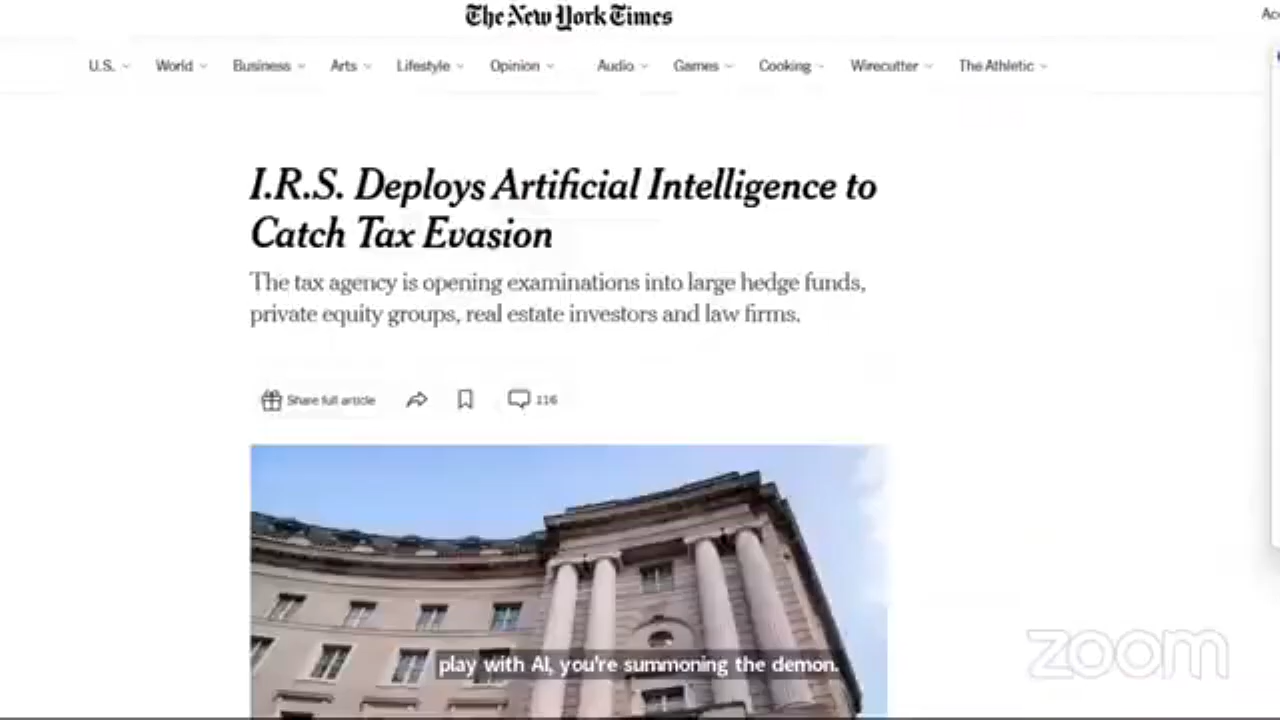 The New York Times
U.S. World Business Arts Lifestyle Opinion Audio Games Cooking Wirecutter The Athletic
I.R.S. Deploys Artificial Intelligence to
Catch Tax Evasion
The tax agency is opening examinations into large hedge funds,
private equity groups, real estate investors and law firms.
Share full article 116
play with AI, you're summoning the demon.
zoom